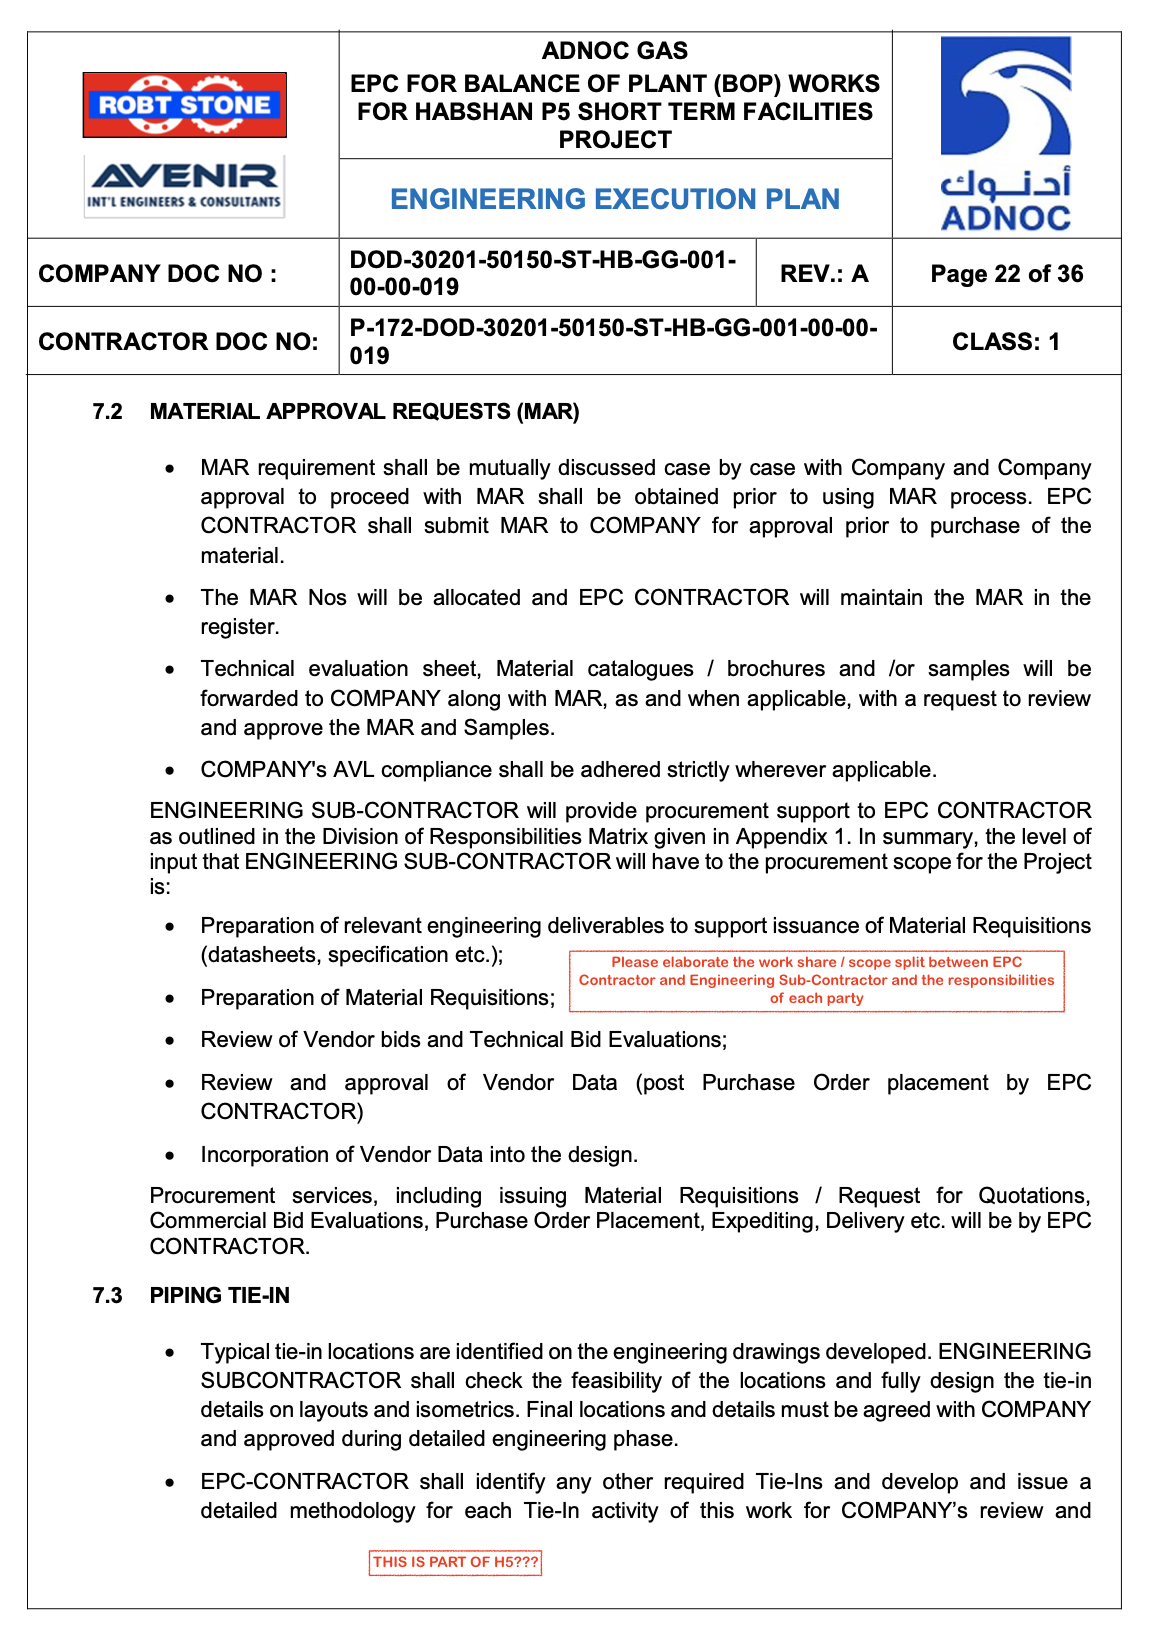 ROBT STONE
AVENIR
INT'L ENGINEERS & CONSULTANTS
ADNOC GAS
EPC FOR BALANCE OF PLANT (BOP) WORKS
FOR HABSHAN P5 SHORT TERM FACILITIES
PROJECT
ENGINEERING EXECUTION PLAN
أدنوك
ADNOC
COMPANY DOC NO :
DOD-30201-50150-ST-HB-GG-001-
00-00-019
REV.: A
Page 22 of 36
CONTRACTOR DOC NO:
P-172-DOD-30201-50150-ST-HB-GG-001-00-00-
019
CLASS: 1
7.2 MATERIAL APPROVAL REQUESTS (MAR)
• MAR requirement shall be mutually discussed case by case with Company and Company
approval to proceed with MAR shall be obtained prior to using MAR process. EPC
CONTRACTOR shall submit MAR to COMPANY for approval prior to purchase of the
material.
• The MAR Nos will be allocated and EPC CONTRACTOR will maintain the MAR in the
register.
• Technical evaluation sheet, Material catalogues / brochures and /or samples will be
forwarded to COMPANY along with MAR, as and when applicable, with a request to review
and approve the MAR and Samples.
• COMPANY's AVL compliance shall be adhered strictly wherever applicable.
ENGINEERING SUB-CONTRACTOR will provide procurement support to EPC CONTRACTOR
as outlined in the Division of Responsibilities Matrix given in Appendix 1. In summary, the level of
input that ENGINEERING SUB-CONTRACTOR will have to the procurement scope for the Project
is:
• Preparation of relevant engineering deliverables to support issuance of Material Requisitions
(datasheets, specification etc.);
Please elaborate the work share / scope split between EPC
Contractor and Engineering Sub-Contractor and the responsibilities
of each party
• Preparation of Material Requisitions;
• Review of Vendor bids and Technical Bid Evaluations;
• Review and approval of Vendor Data (post Purchase Order placement by EPC
CONTRACTOR)
• Incorporation of Vendor Data into the design.
Procurement services, including issuing Material Requisitions / Request for Quotations,
Commercial Bid Evaluations, Purchase Order Placement, Expediting, Delivery etc. will be by EPC
CONTRACTOR.
7.3 PIPING TIE-IN
• Typical tie-in locations are identified on the engineering drawings developed. ENGINEERING
SUBCONTRACTOR shall check the feasibility of the locations and fully design the tie-in
details on layouts and isometrics. Final locations and details must be agreed with COMPANY
and approved during detailed engineering phase.
• EPC-CONTRACTOR shall identify any other required Tie-Ins and develop and issue a
detailed methodology for each Tie-In activity of this work for COMPANY's review and
THIS IS PART OF H5???